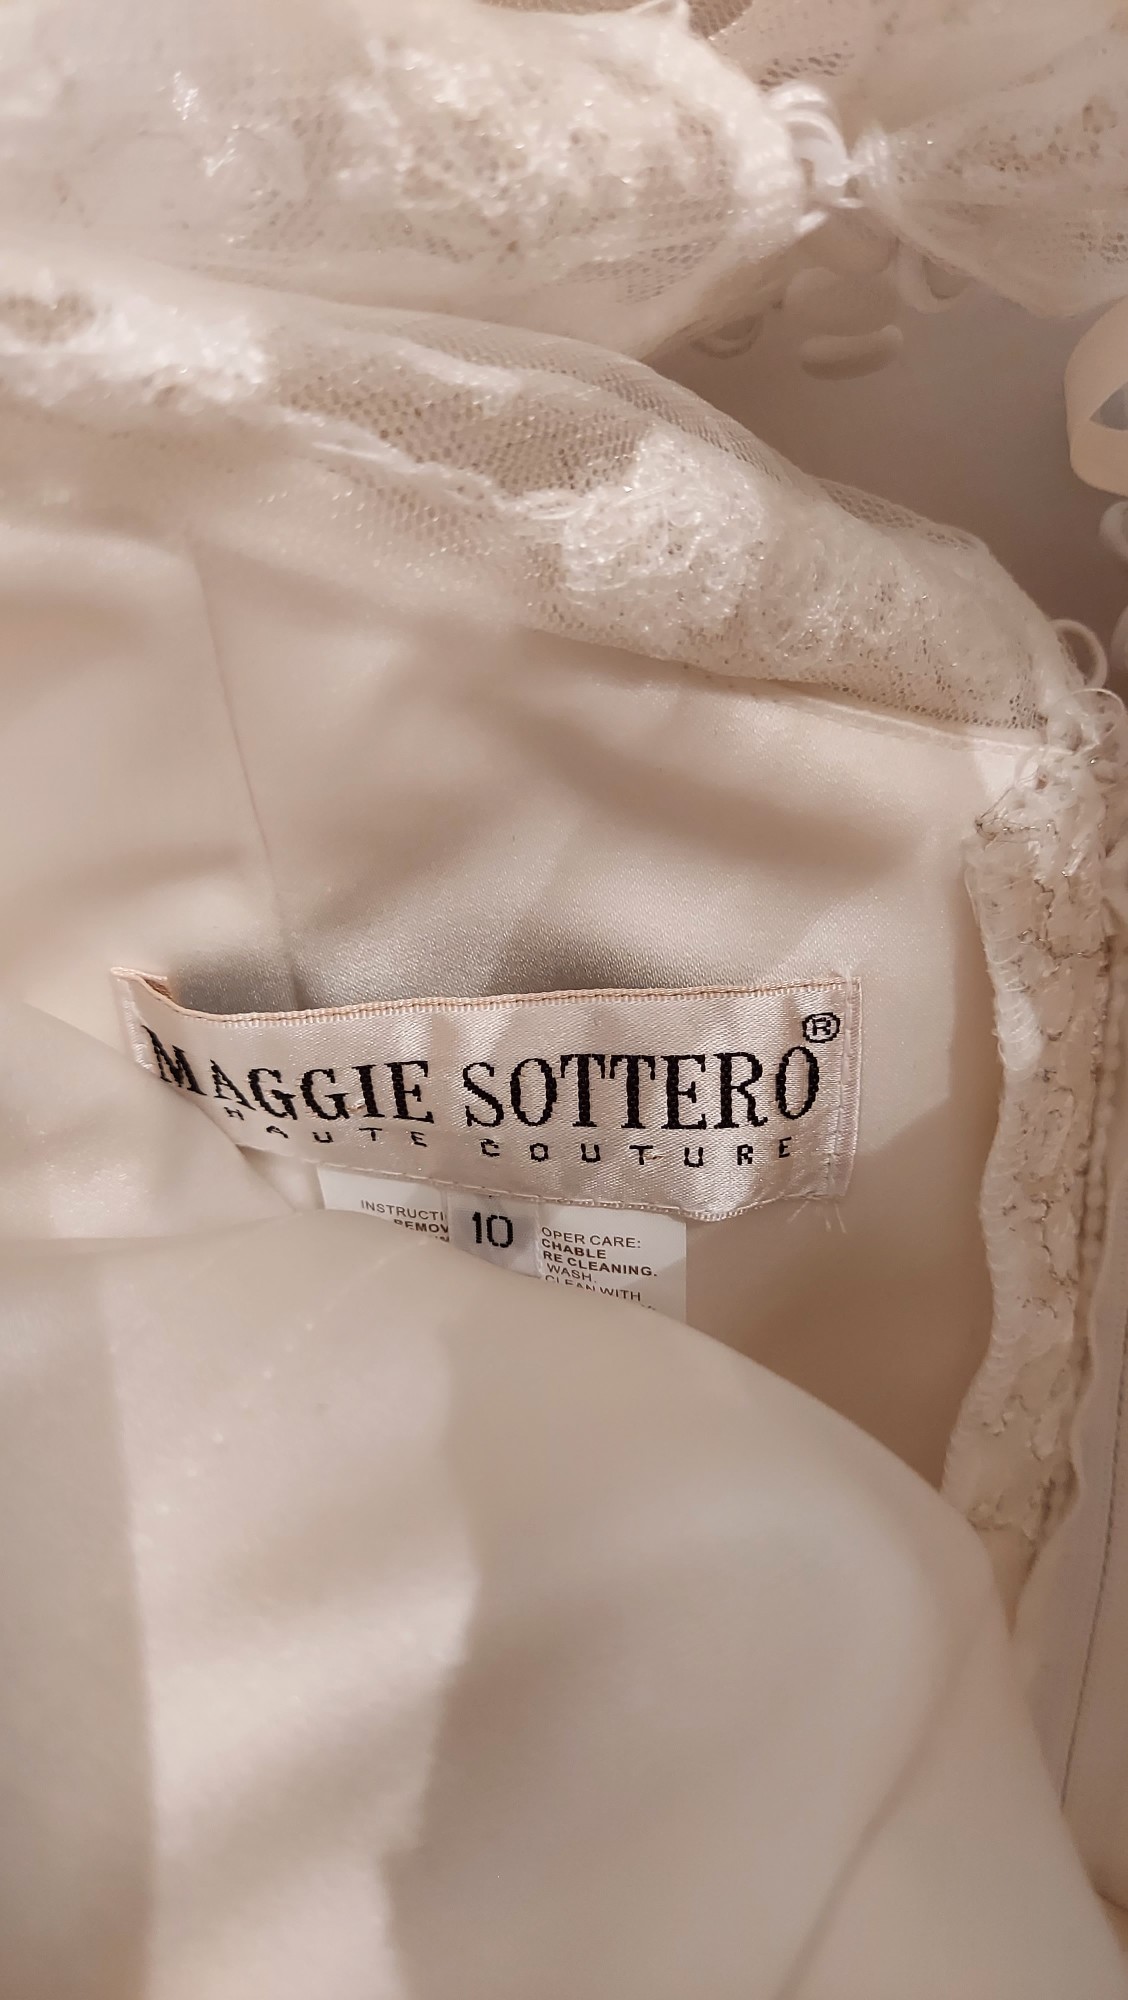 MAGGIE SOTTERO®
HAUTE COUTURE
10
INSTRUCTI
REMOV
OPER CARE:
CHABLE
RE CLEANING.
WASH.
CLEAN WITH